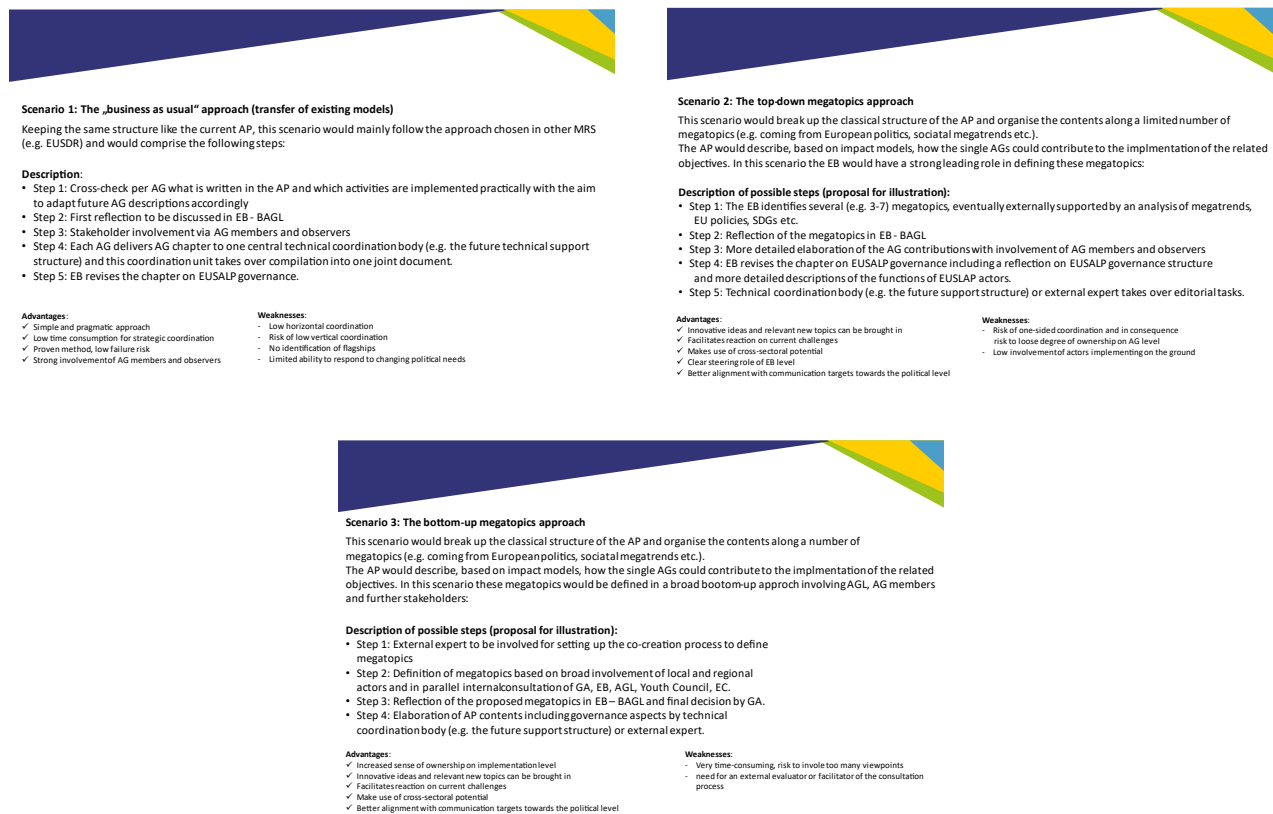 Scenario 1: The „business as usual“ approach (transfer of existing models)
Keeping the same structure like the current AP, this scenario would mainly follow the approach chosen in other MRS
(e.g. EUSDR) and would comprise the following steps:
Description:
• Step 1: Cross-check per AG what is written in the AP and which activities are implemented practically with the aim
to adapt future AG descriptions accordingly
• Step 2: First reflection to be discussed in EB - BAGL
• Step 3: Stakeholder involvement via AG members and observers
• Step 4: Each AG delivers AG chapter to one central technical coordination body (e.g. the future technical support
structure) and this coordination unit takes over compilation into one joint document.
• Step 5: EB revises the chapter on EUSALP governance.
Advantages:
✓ Simple and pragmatic approach
✓ Low time consumption for strategic coordination
✓ Proven method, low failure risk
✓ Strong involvement of AG members and observers
Weaknesses:
- Low horizontal coordination
- Risk of low vertical coordination
- No identification of flagships
- Limited ability to respond to changing political needs
Scenario 2: The top-down megatopics approach
This scenario would break up the classical structure of the AP and organise the contents along a limited number of
megatopics (e.g. coming from European politics, sociatal megatrends etc.).
The AP would describe, based on impact models, how the single AGs could contribute to the implmentation of the related
objectives. In this scenario the EB would have a strong leading role in defining these megatopics:
Description of possible steps (proposal for illustration):
• Step 1: The EB identifies several (e.g. 3-7) megatopics, eventually externally supported by an analysis of megatrends,
EU policies, SDGs etc.
• Step 2: Reflection of the megatopics in EB - BAGL
• Step 3: More detailed elaboration of the AG contributions with involvement of AG members and observers
• Step 4: EB revises the chapter on EUSALP governance including a reflection on EUSALP governance structure
and more detailed descriptions of the functions of EUSLAP actors.
• Step 5: Technical coordination body (e.g. the future support structure) or external expert takes over editorial tasks.
Advantages:
✓ Innovative ideas and relevant new topics can be brought in
✓ Facilitates reaction on current challenges
✓ Makes use of cross-sectoral potential
✓ Clear steering role of EB level
✓ Better alignment with communication targets towards the political level
Weaknesses:
- Risk of one-sided coordination and in consequence
risk to loose degree of ownership on AG level
- Low involvement of actors implementing on the ground
Scenario 3: The bottom-up megatopics approach
This scenario would break up the classical structure of the AP and organise the contents along a number of
megatopics (e.g. coming from European politics, sociatal megatrends etc.).
The AP would describe, based on impact models, how the single AGs could contribute to the implmentation of the related
objectives. In this scenario these megatopics would be defined in a broad bootom-up approch involving AGL, AG members
and further stakeholders:
Description of possible steps (proposal for illustration):
• Step 1: External expert to be involved for setting up the co-creation process to define
megatopics
• Step 2: Definition of megatopics based on broad involvement of local and regional
actors and in parallel internal consultation of GA, EB, AGL, Youth Council, EC.
• Step 3: Reflection of the proposed megatopics in EB – BAGL and final decision by GA.
• Step 4: Elaboration of AP contents including governance aspects by technical
coordination body (e.g. the future support structure) or external expert.
Advantages:
✓ Increased sense of ownership on implementation level
✓ Innovative ideas and relevant new topics can be brought in
✓ Facilitates reaction on current challenges
✓ Make use of cross-sectoral potential
✓ Better alignment with communication targets towards the political level
Weaknesses:
- Very time-consuming, risk to invole too many viewpoints
- need for an external evaluator or facilitator of the consultation
process